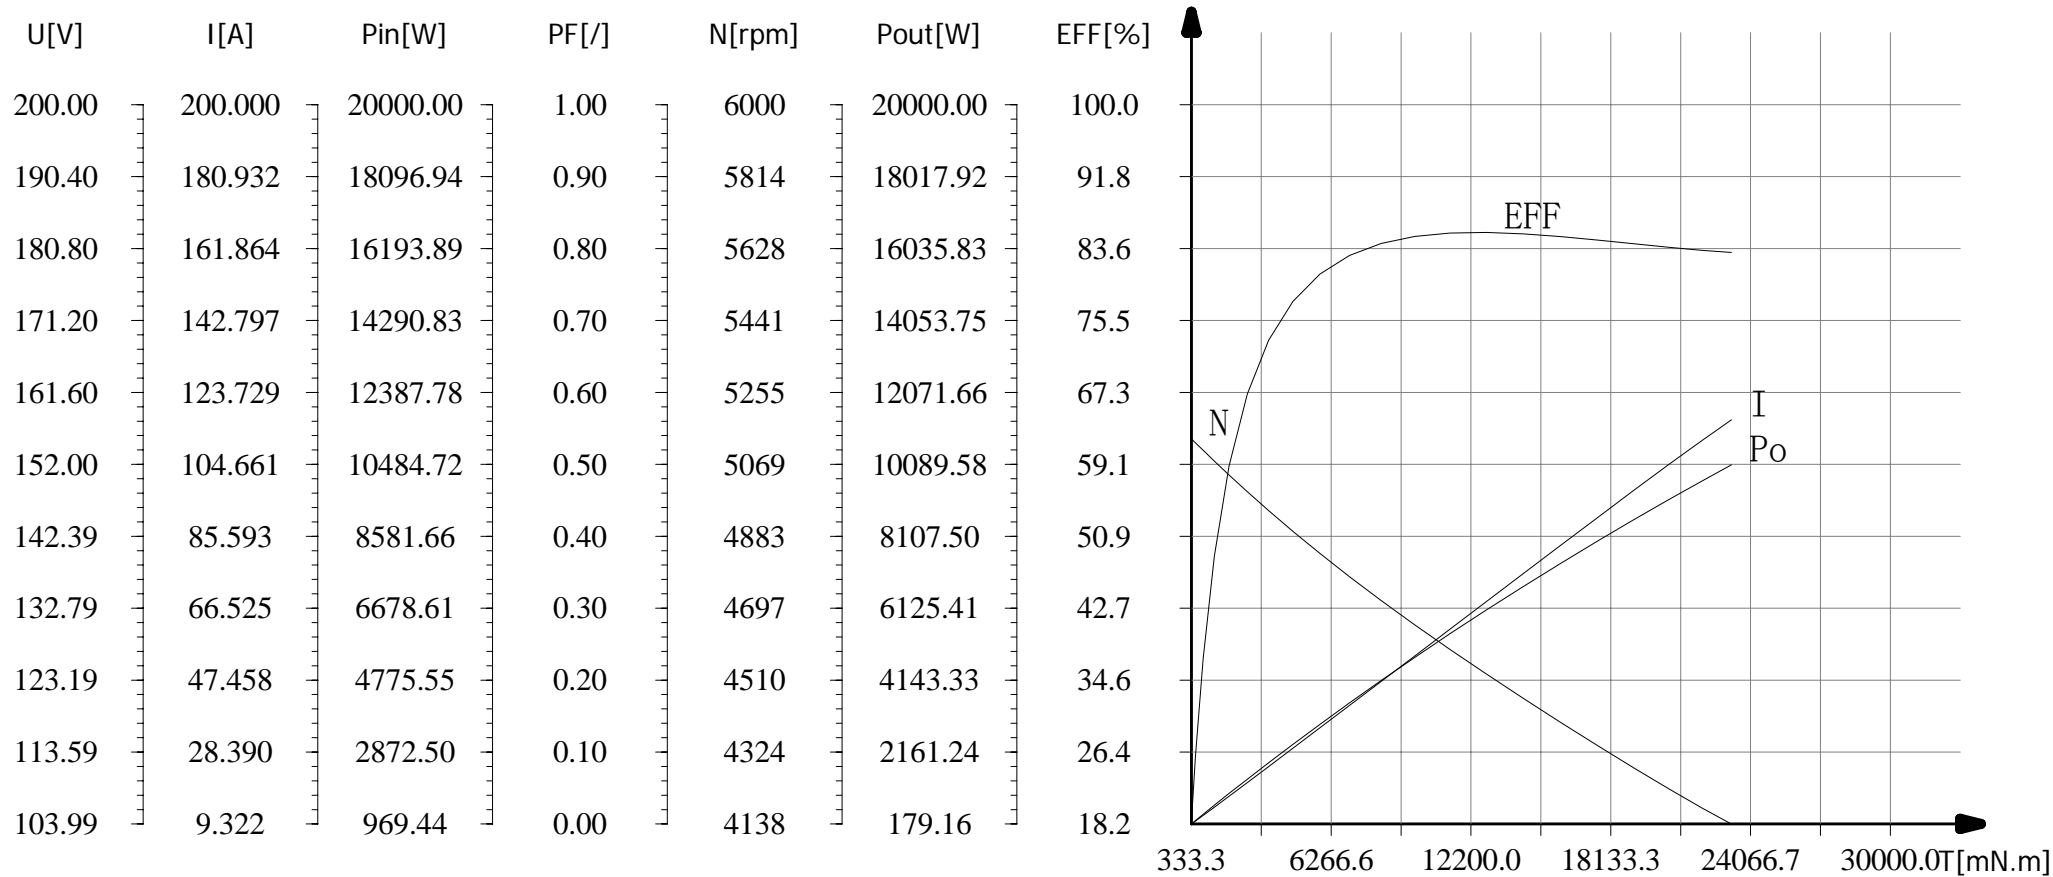 U[V] I[A] Pin[W] PF[/] N[rpm] Pout[W] EFF[%]
200.00 200.000 20000.00 1.00 6000 20000.00 100.0
190.40 180.932 18096.94 0.90 5814 18017.92 91.8
EFF
180.80 161.864 16193.89 0.80 5628 16035.83 83.6
171.20 142.797 14290.83 0.70 5441 14053.75 75.5
161.60 123.729 12387.78 0.60 5255 12071.66 67.3
I
N
Po
152.00 104.661 10484.72 0.50 5069 10089.58 59.1
142.39 85.593 8581.66 0.40 4883 8107.50 50.9
132.79 66.525 6678.61 0.30 4697 6125.41 42.7
123.19 47.458 4775.55 0.20 4510 4143.33 34.6
113.59 28.390 2872.50 0.10 4324 2161.24 26.4
103.99 9.322 969.44 0.00 4138 179.16 18.2
333.3 6266.6 12200.0 18133.3 24066.7 30000.0 T[mN.m]